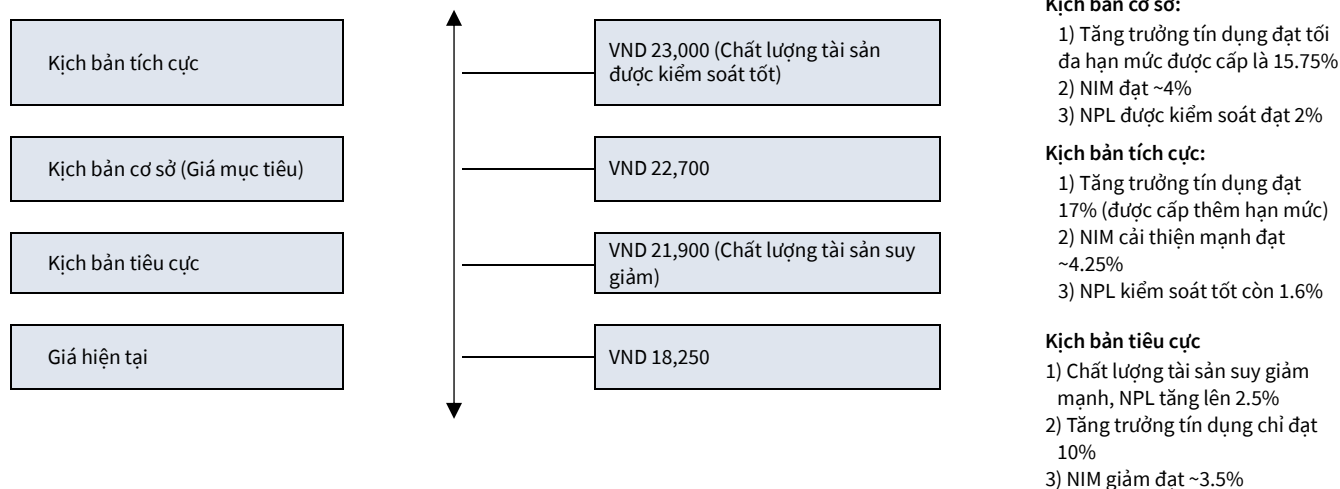 Kịch bản tích cực
VND 23,000 (Chất lượng tài sản
được kiểm soát tốt)
Kịch bản cơ sở (Giá mục tiêu)
VND 22,700
Kịch bản tiêu cực
VND 21,900 (Chất lượng tài sản suy
giảm)
Giá hiện tại
VND 18,250
Kịch bản cơ sở:
1) Tăng trưởng tín dụng đạt tối
đa hạn mức được cấp là 15.75%
2) NIM đạt ~4%
3) NPL được kiểm soát đạt 2%
Kịch bản tích cực:
1) Tăng trưởng tín dụng đạt
17% (được cấp thêm hạn mức)
2) NIM cải thiện mạnh đạt
~4.25%
3) NPL kiểm soát tốt còn 1.6%
Kịch bản tiêu cực
1) Chất lượng tài sản suy giảm
mạnh, NPL tăng lên 2.5%
2) Tăng trưởng tín dụng chỉ đạt
10%
3) NIM giảm đạt ~3.5%